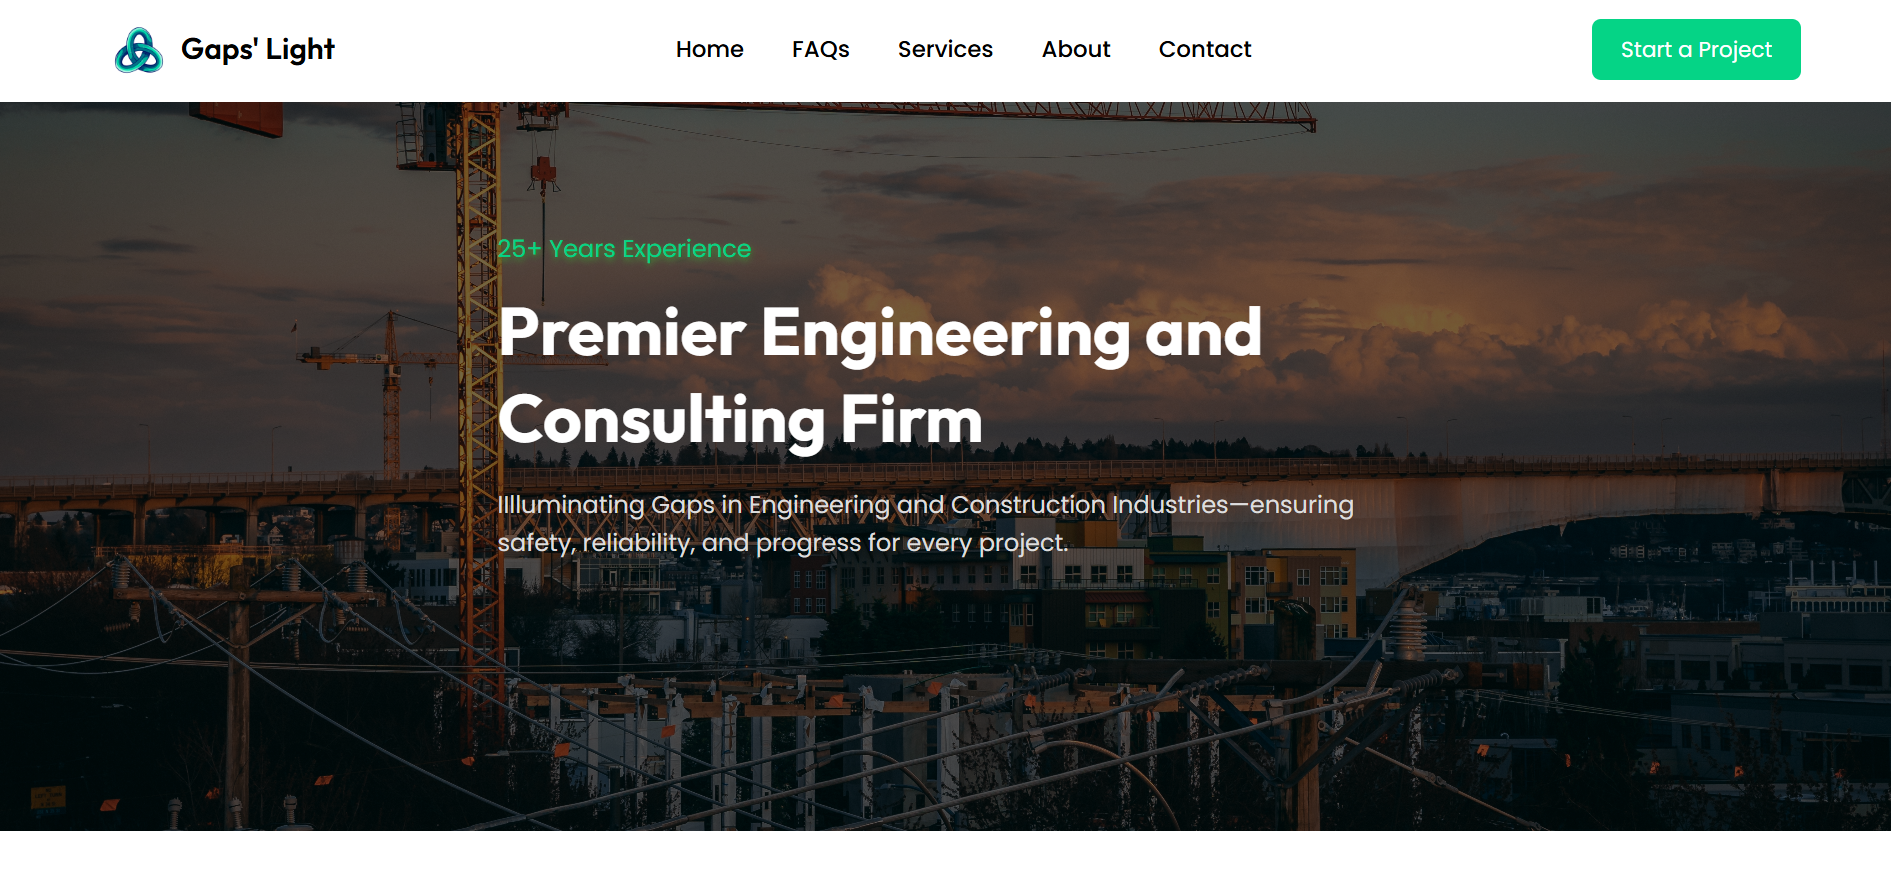 Gaps' Light
Home
FAQs
Services
About
Contact
Start a Project
25+ Years Experience
Premier Engineering and
Consulting Firm
IIlluminating Gaps in Engineering and Construction Industries—ensuring
safety, reliability, and progress for every project.